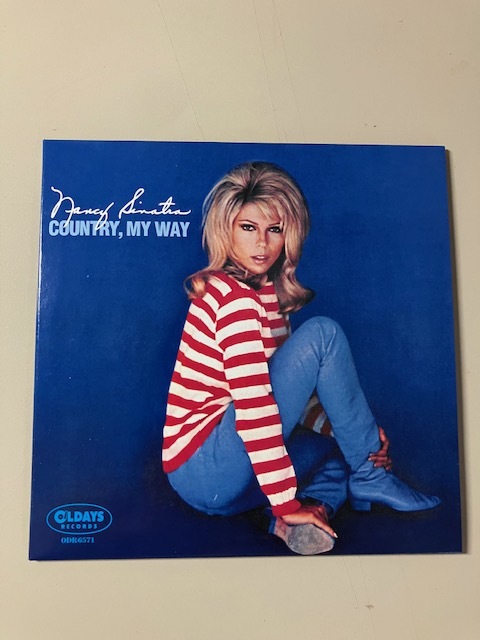 Nancy Sinatra
COUNTRY, MY WAY
OLDAYS
RECORDS
ODR6571